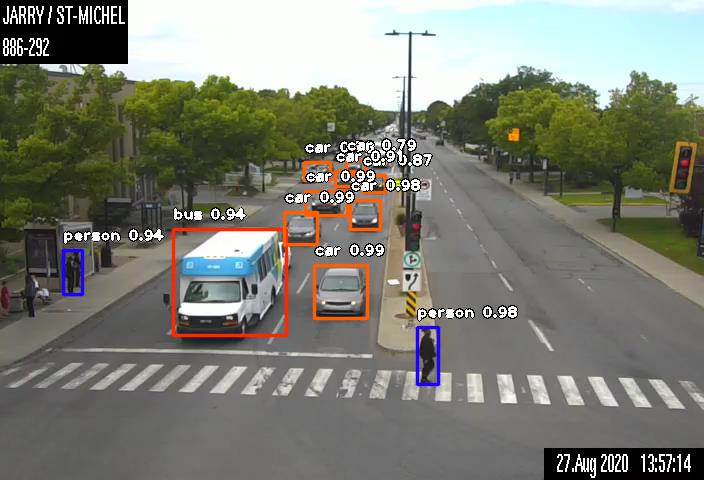 JARRY / ST-MICHEL
886-292
car 0.79
car 0.99
car 0.98
car 0.99
bus 0.94
person 0.94
car 0.99
person 0.98
27.Aug 2020 13:57:14